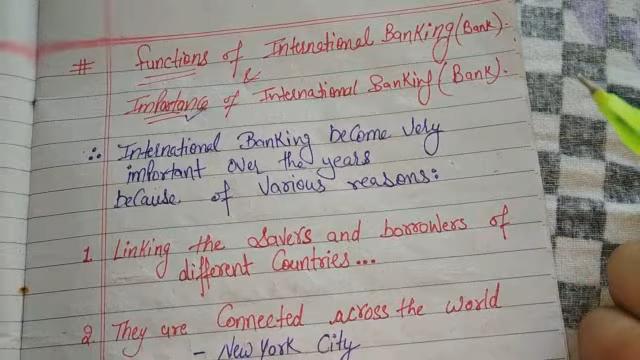 # Functions of International Banking (Bank).
&
Importance of International Banking (Bank).
∴ International Banking become very
important over the years
because of various reasons:
1 Linking the savers and borrowers of
different Countries...
2 They are Connected across the world
- New York City